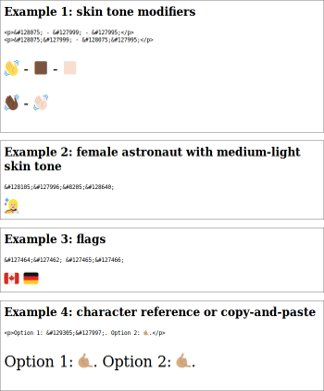 Example 1: skin tone modifiers
<p>&#128075; - &#127999; - &#127995;</p>
<p>&#128075;&#127999; - &#128075;&#127995;</p>
👋 - 🏿 - 🏻
👋🏿 - 👋🏻
Example 2: female astronaut with medium-light
skin tone
&#128105;&#127996;&#8205;&#128640;
Example 3: flags
&#127464;&#127462; &#127465;&#127466;
Example 4: character reference or copy-and-paste
<p>Option 1: &#129305;&#127997;. Option 2: 🤙🏽.</p>
Option 1: 🤙🏽. Option 2: 🤙🏽.